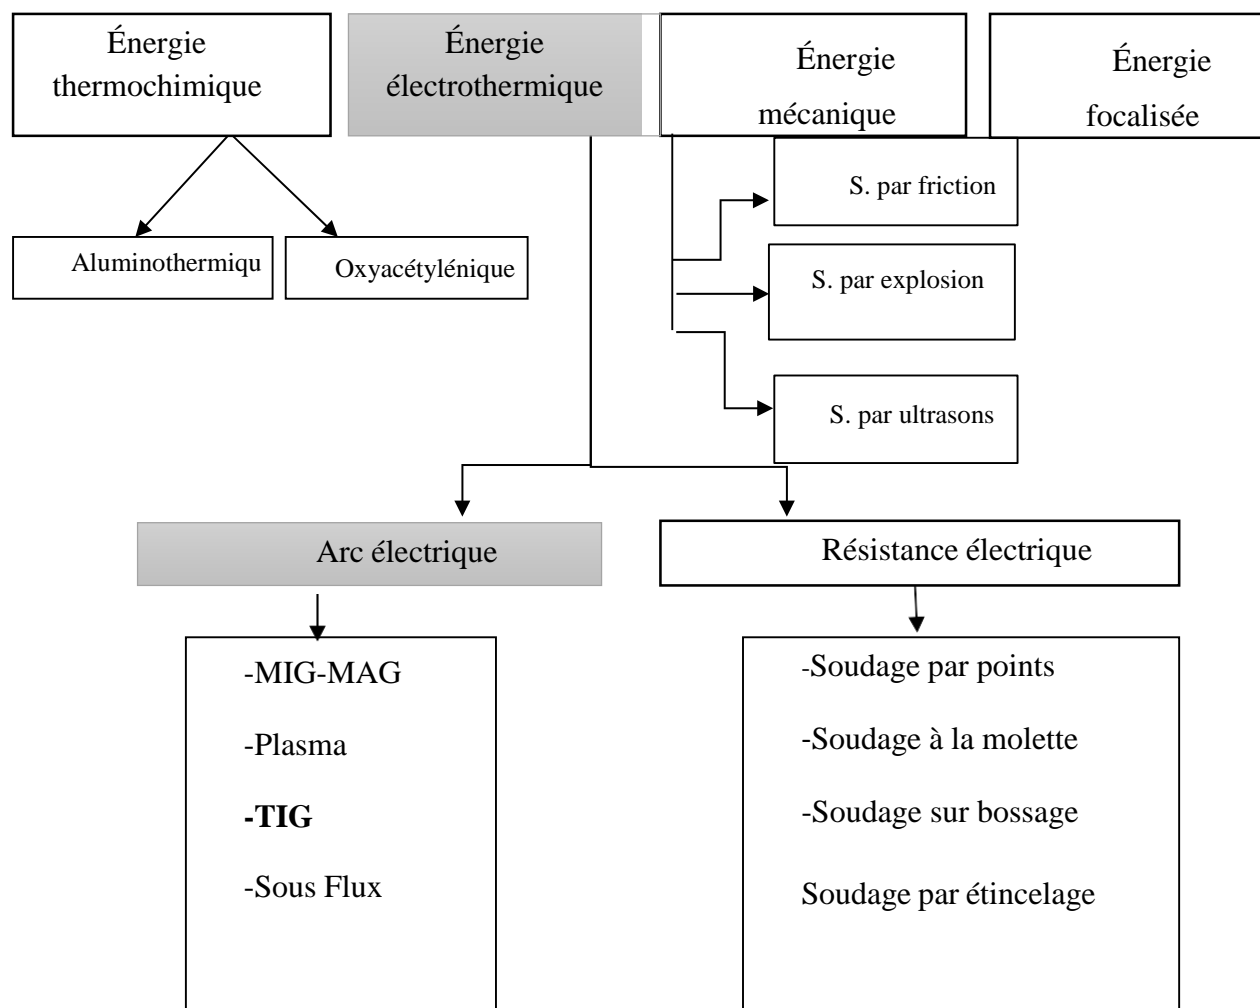 Énergie
thermochimique
Énergie
électrothermique
Énergie
mécanique
Énergie
focalisée
S. par friction
Aluminothermiqu
Oxyacétylénique
S. par explosion
S. par ultrasons
Arc électrique
Résistance électrique
-MIG-MAG
-Plasma
-TIG
-Sous Flux
-Soudage par points
-Soudage à la molette
-Soudage sur bossage
Soudage par étincelage